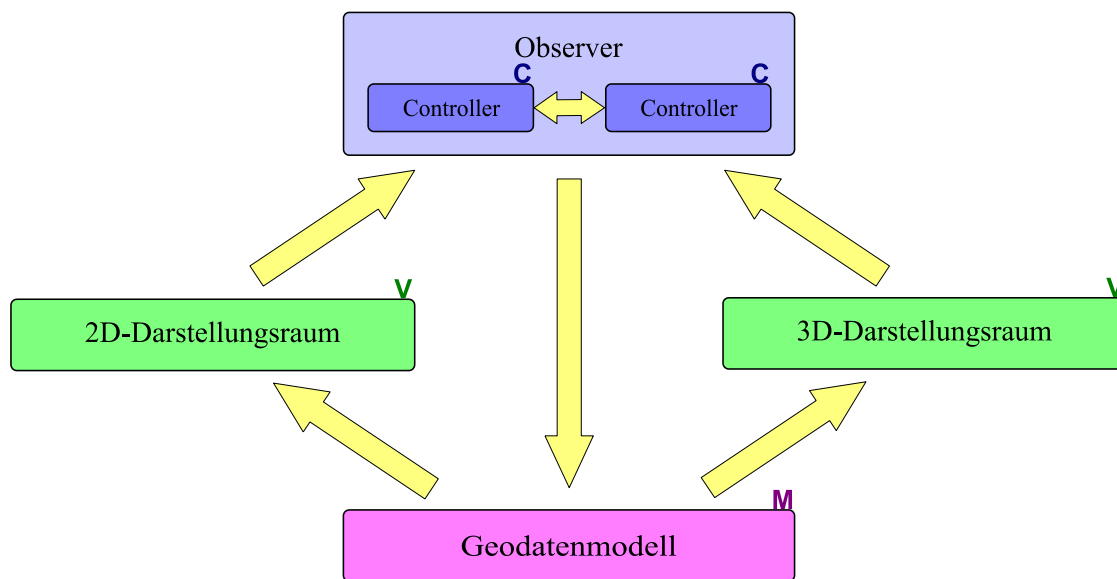 Observer
C
C
Controller
Controller
V
V
2D-Darstellungsraum
3D-Darstellungsraum
M
Geodatenmodell